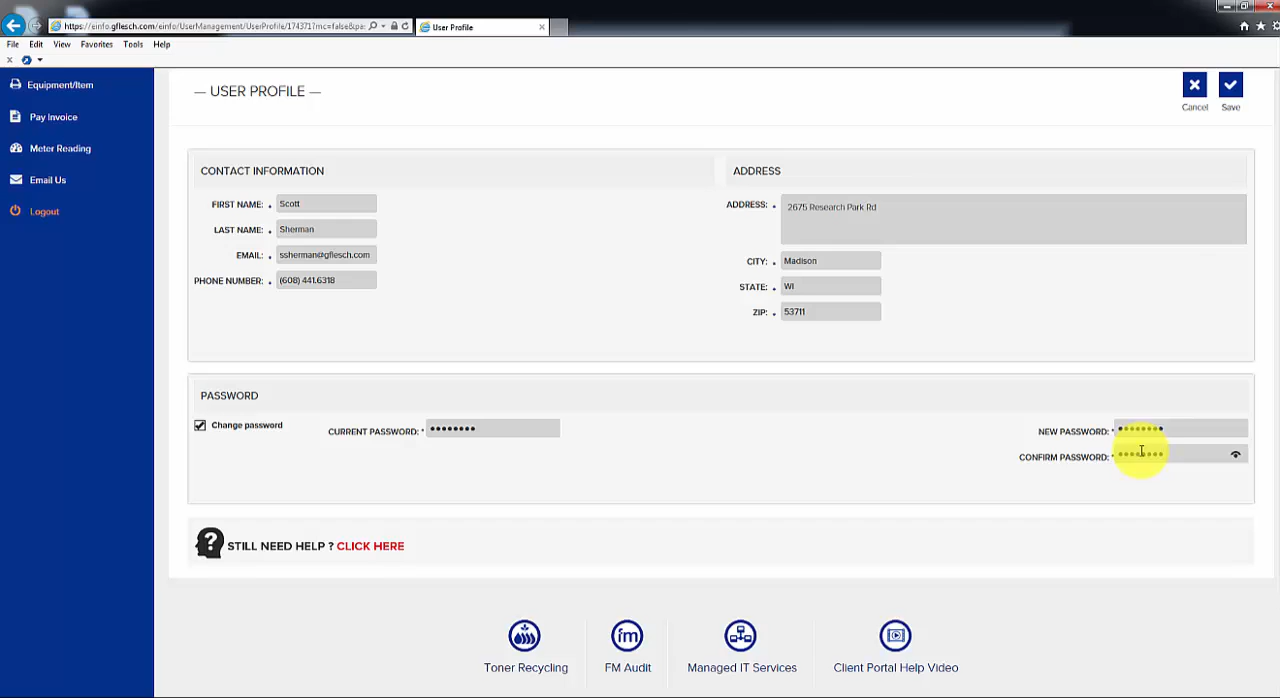 https://einfo.gflesch.com/einfo/UserManagement/UserProfile/174371?mc=false&pa
User Profile
File Edit View Favorites Tools Help
Equipment/Item
Pay Invoice
Meter Reading
Email Us
Logout
— USER PROFILE —
Cancel Save
CONTACT INFORMATION
FIRST NAME: Scott
LAST NAME: Sherman
EMAIL: ssherman@gflesch.com
PHONE NUMBER: (608) 441.6318
ADDRESS
ADDRESS: 2675 Research Park Rd
CITY: Madison
STATE: WI
ZIP: 53711
PASSWORD
Change password
CURRENT PASSWORD: * ••••••••
NEW PASSWORD: * ••••••••
CONFIRM PASSWORD: * ••••••••
STILL NEED HELP ? CLICK HERE
fm
Toner Recycling FM Audit Managed IT Services Client Portal Help Video